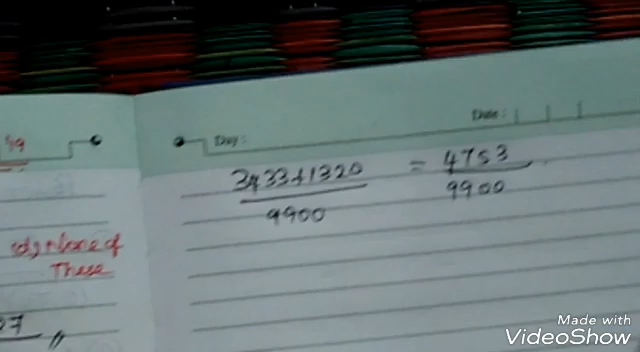 Day :
Date :
3433+1320 = 4753
9900 9900
d) None of
These
Made with
VideoShow